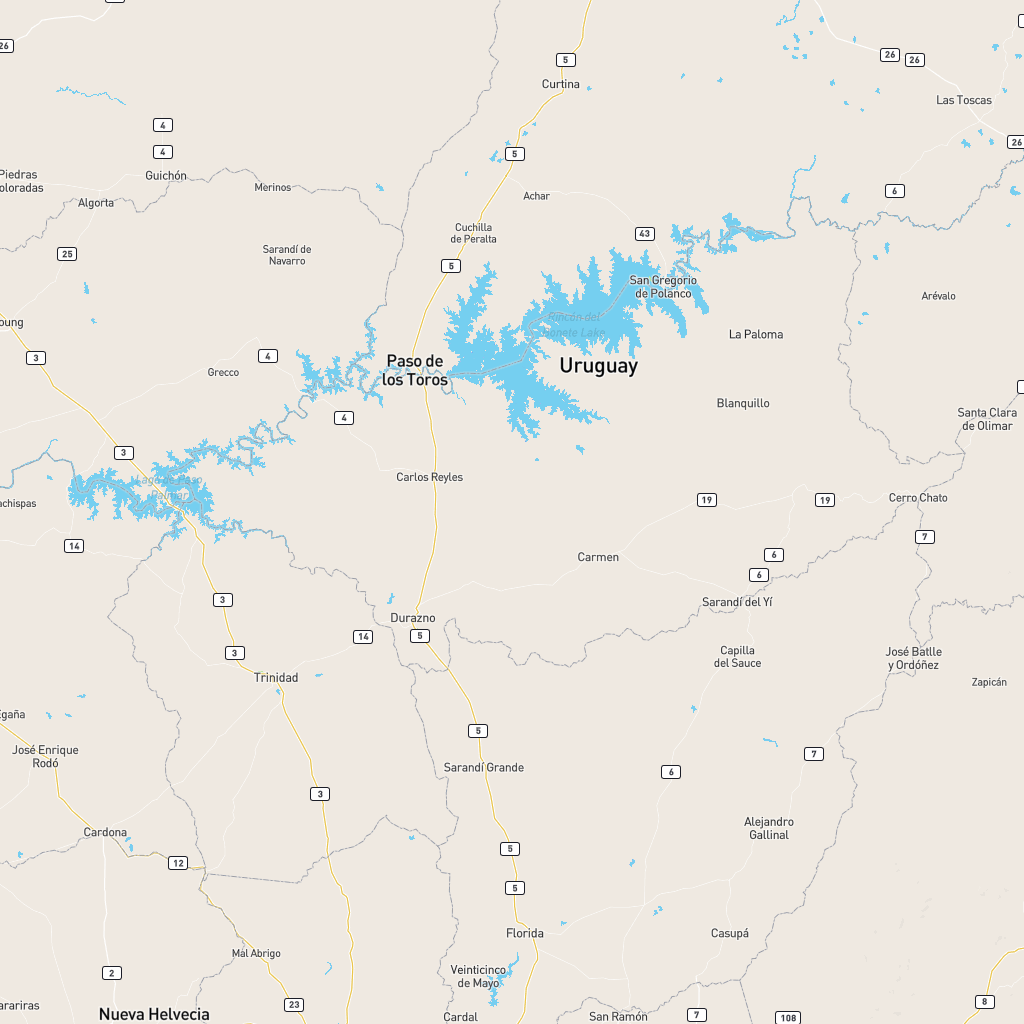 26
5
26
26
Curtina
Las Toscas
4
5
4
26
Piedras
oloradas
Guichón
Merinos
6
Algorta
Achar
Cuchilla
de Peralta
43
25
Sarandí de
Navarro
5
San Gregorio
de Polanco
Arévalo
Rincón del
Bonete Lake
oung
La Paloma
3
4
Paso de
los Toros
Uruguay
Grecco
Blanquillo
4
Santa Clara
de Olimar
3
Lago de Paso
Palmar
Carlos Reyles
achispas
19
19
Cerro Chato
7
14
Carmen
6
6
3
Sarandí del Yí
Durazno
5
14
3
Capilla
del Sauce
José Batlle
y Ordóñez
Trinidad
Zapicán
Egaña
5
José Enrique
Rodó
Sarandí Grande
6
7
3
Cardona
Alejandro
Gallinal
5
12
5
Florida
Casupá
Mal Abrigo
Veinticinco
de Mayo
2
23
8
arariras
Nueva Helvecia
Cardal
San Ramón
7
108